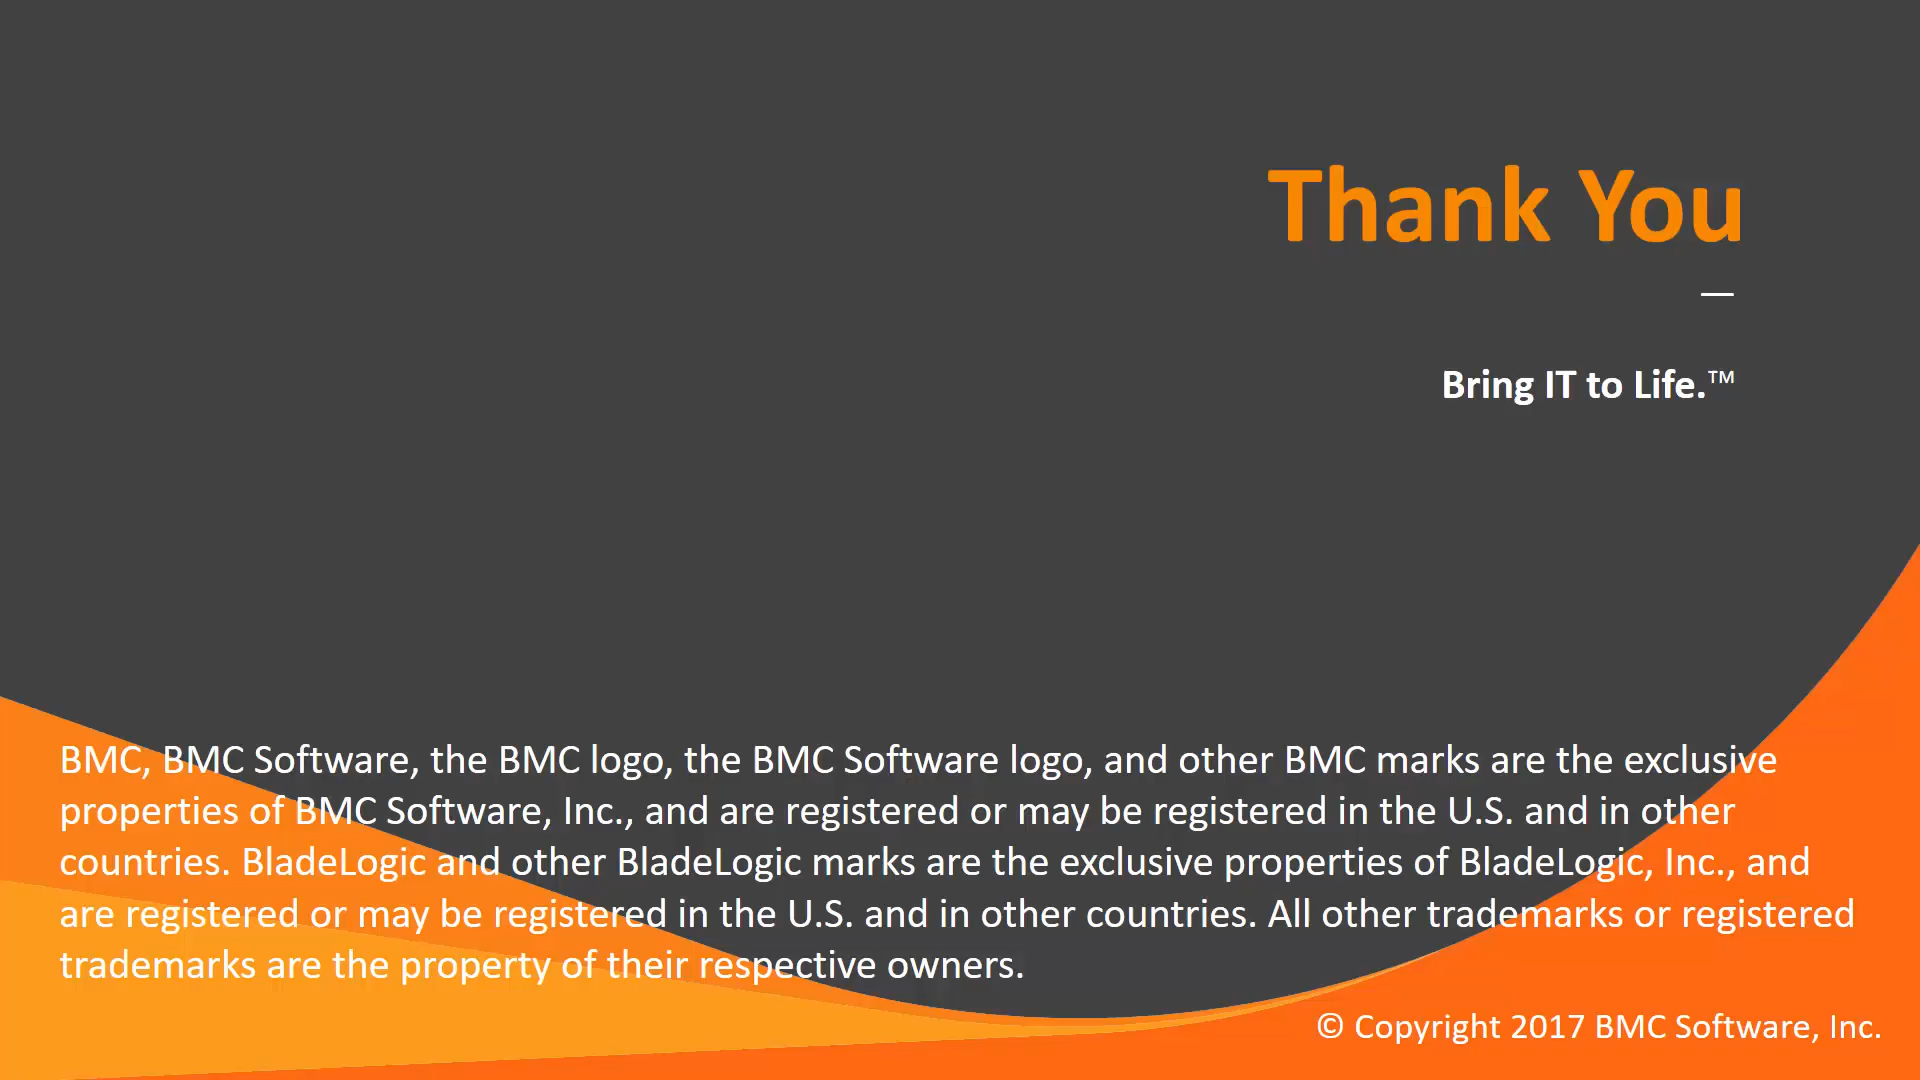 Thank You
Bring IT to Life.™
BMC, BMC Software, the BMC logo, the BMC Software logo, and other BMC marks are the exclusive
properties of BMC Software, Inc., and are registered or may be registered in the U.S. and in other
countries. BladeLogic and other BladeLogic marks are the exclusive properties of BladeLogic, Inc., and
are registered or may be registered in the U.S. and in other countries. All other trademarks or registered
trademarks are the property of their respective owners.
© Copyright 2017 BMC Software, Inc.